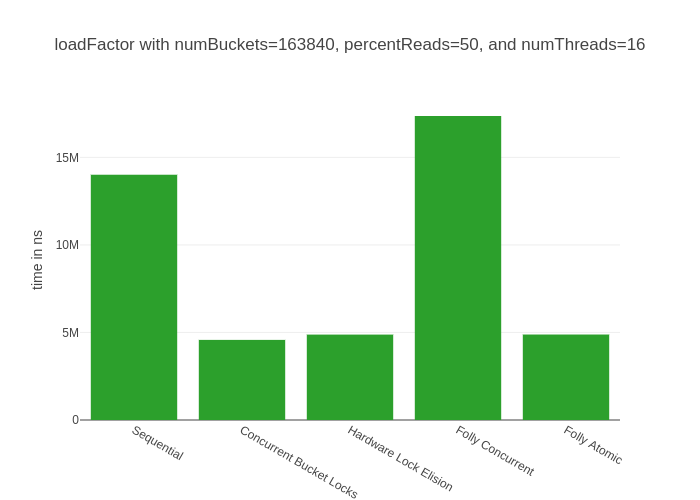 loadFactor with numBuckets=163840, percentReads=50, and numThreads=16
time in ns
15M
10M
5M
0
Sequential
Concurrent Bucket Locks
Hardware Lock Elision
Folly Concurrent
Folly Atomic